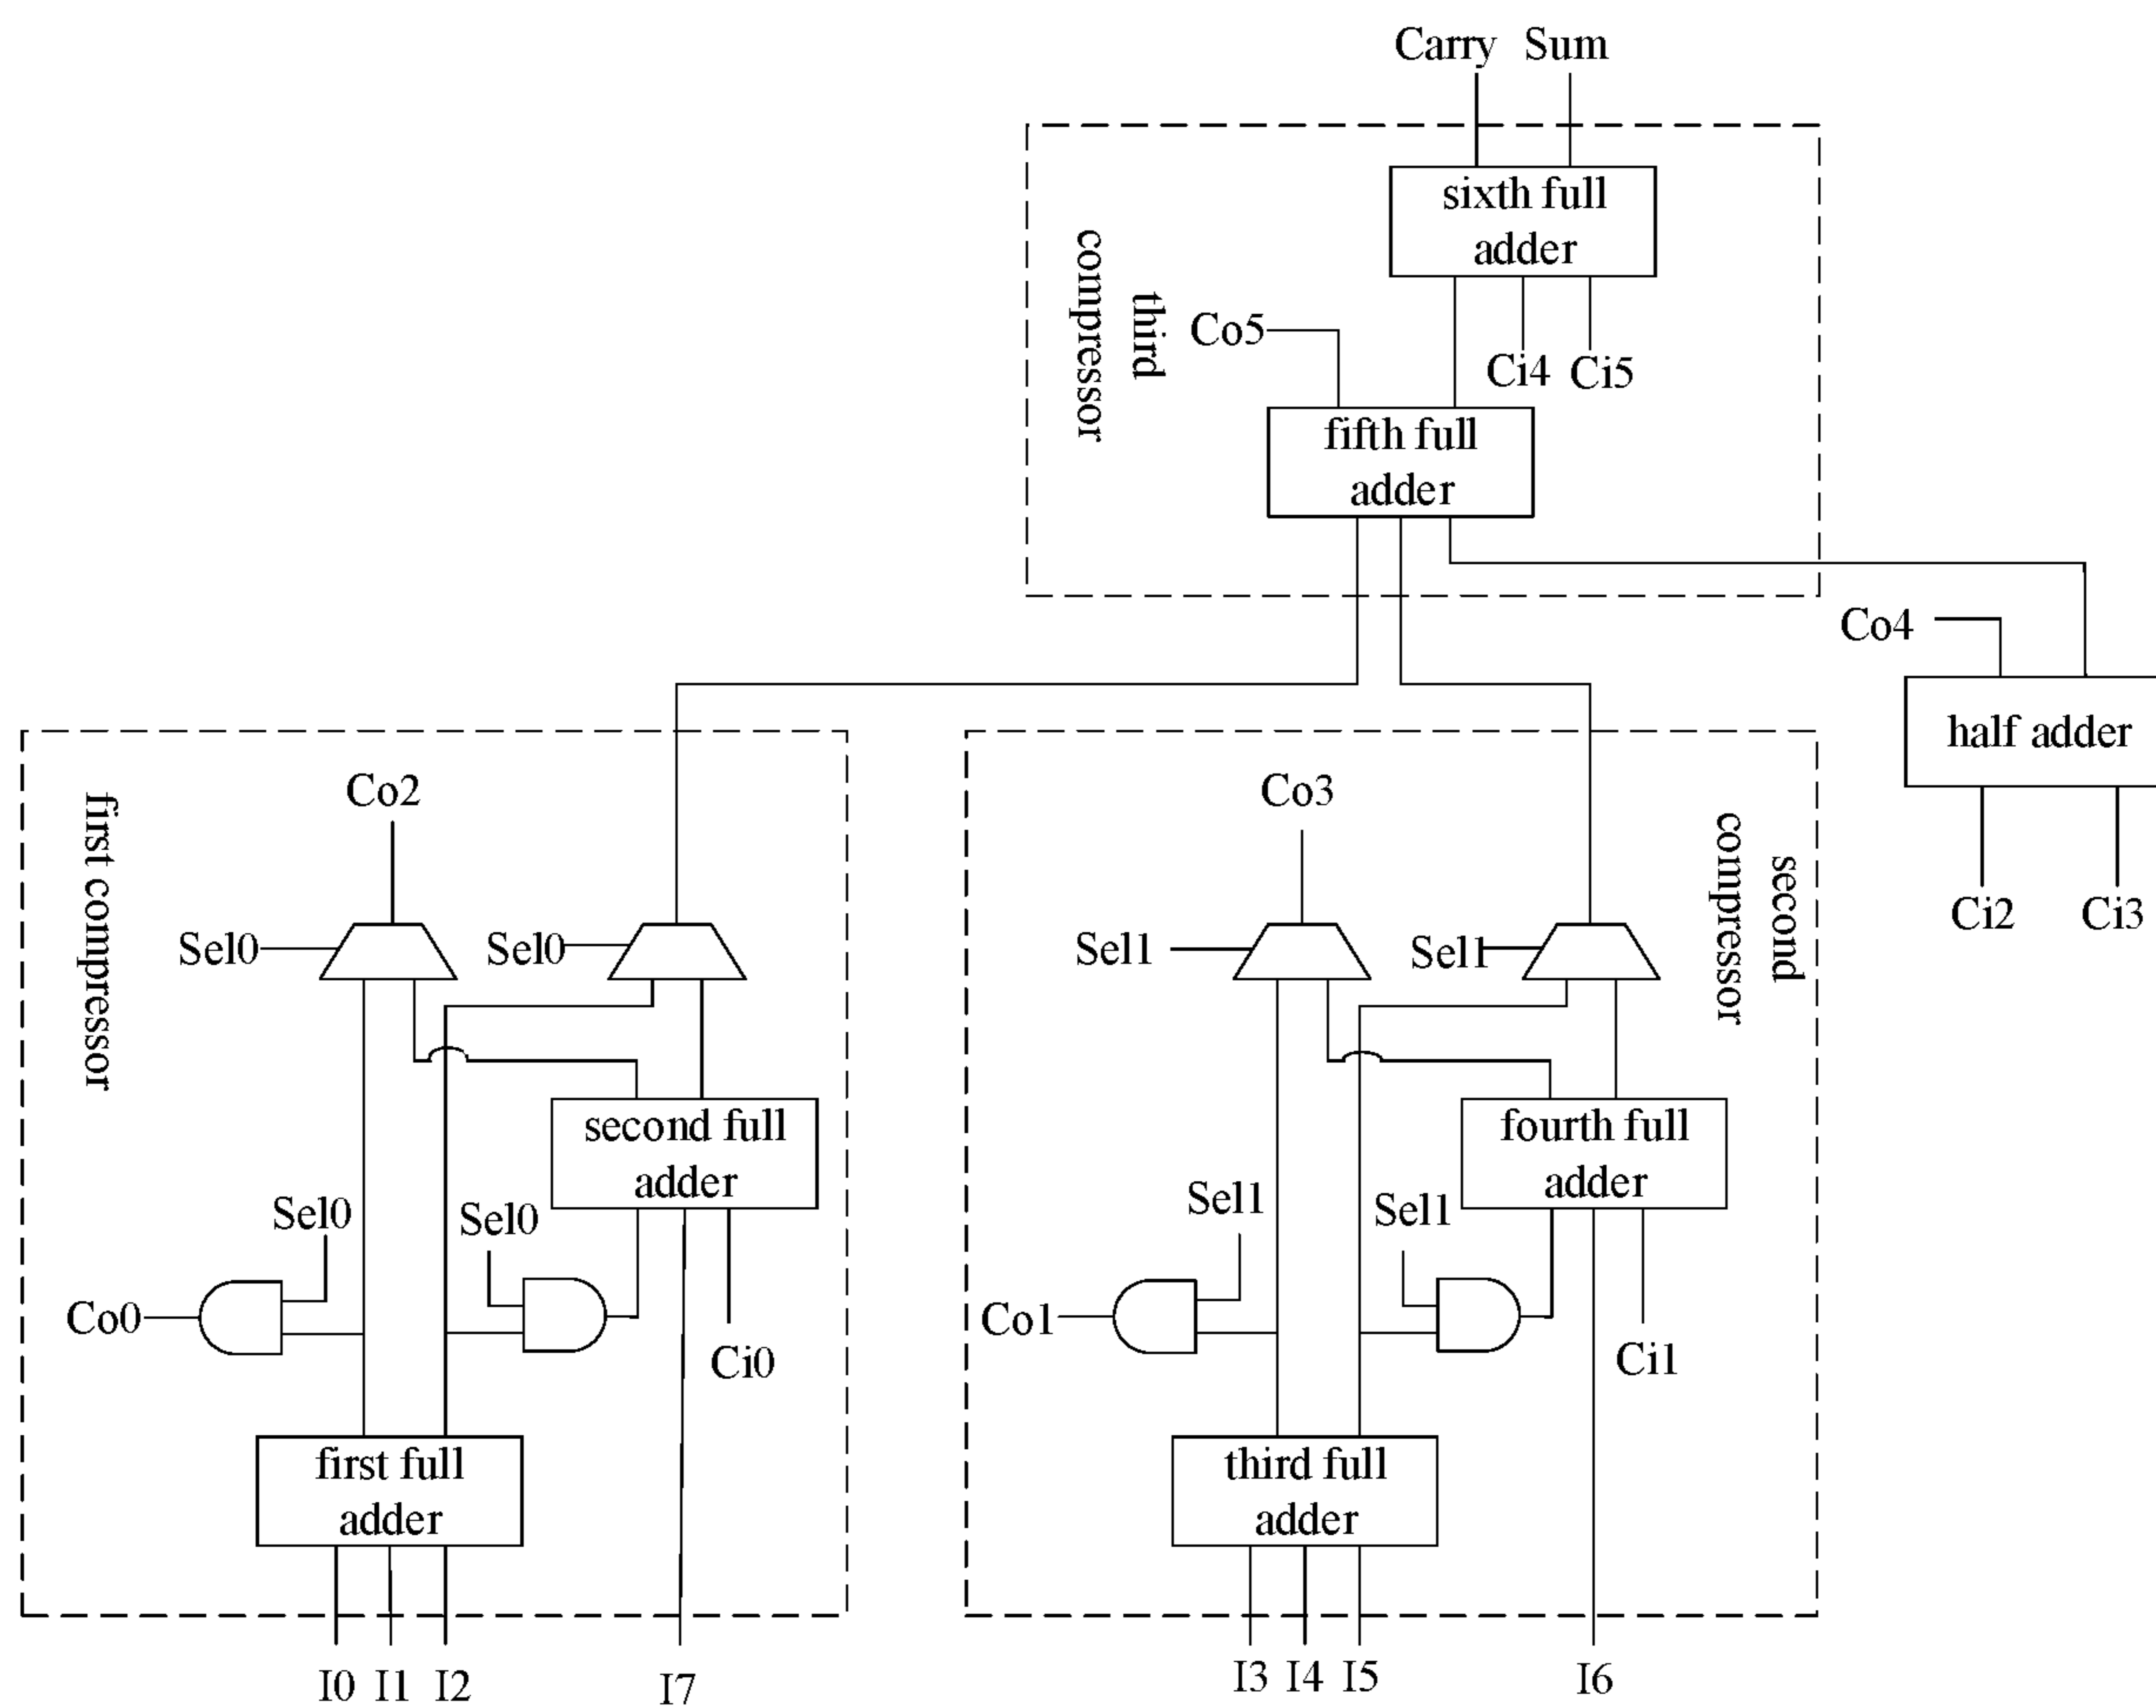 Carry Sum
sixth full
adder
third
compressor
Co5
Ci4 Ci5
fifth full
adder
Co4
half adder
Ci2 Ci3
first compressor
Co2
Sel0 Sel0
second full
adder
Sel0 Sel0
Co0
Ci0
first full
adder
I0 I1 I2 I7
second
compressor
Co3
Sel1 Sel1
fourth full
adder
Sel1 Sel1
Co1
Ci1
third full
adder
I3 I4 I5 I6